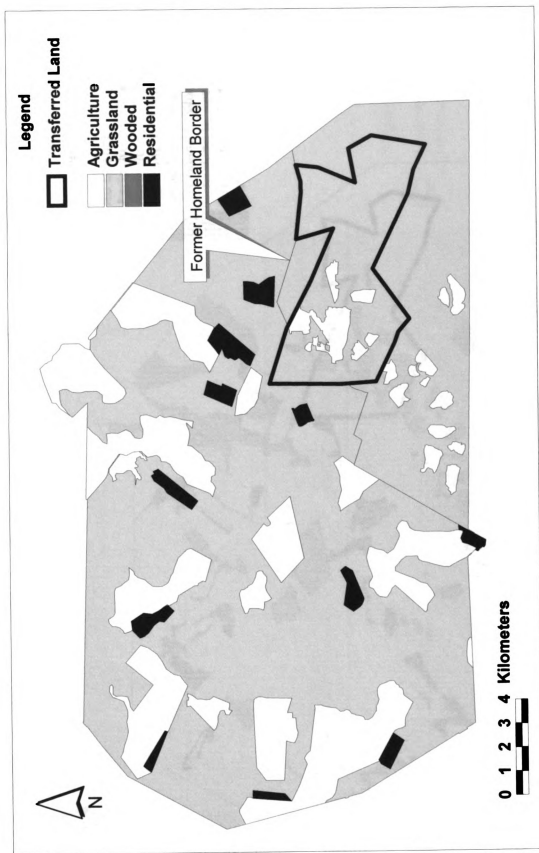 Legend
Transferred Land
Agriculture
Grassland
Wooded
Residential
Former Homeland Border
N
0 1 2 3 4 Kilometers